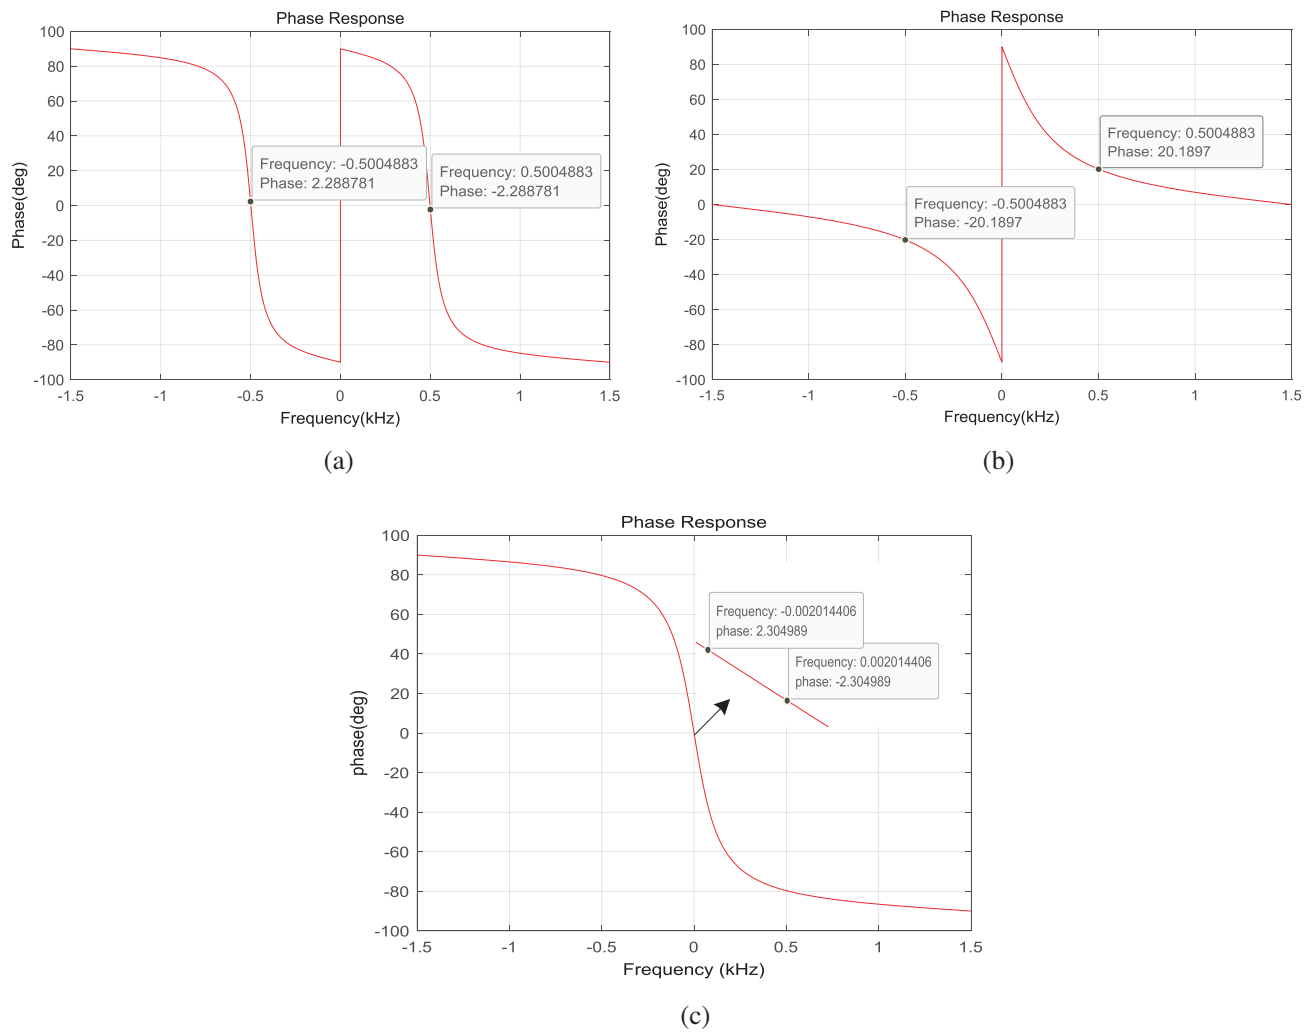 Phase Response
100
80
60
40
20
0
-20
-40
-60
-80
-100
-1.5
-1
-0.5
0
0.5
1
1.5
Phase(deg)
Frequency(kHz)
Frequency: -0.5004883
Phase: 2.288781
Frequency: 0.5004883
Phase: -2.288781
(a)
Phase Response
100
80
60
40
20
0
-20
-40
-60
-80
-100
-1.5
-1
-0.5
0
0.5
1
1.5
Phase(deg)
Frequency(kHz)
Frequency: 0.5004883
Phase: 20.1897
Frequency: -0.5004883
Phase: -20.1897
(b)
Phase Response
100
80
60
40
20
0
-20
-40
-60
-80
-100
-1.5
-1
-0.5
0
0.5
1
1.5
phase(deg)
Frequency (kHz)
Frequency: -0.002014406
phase: 2.304989
Frequency: 0.002014406
phase: -2.304989
(c)